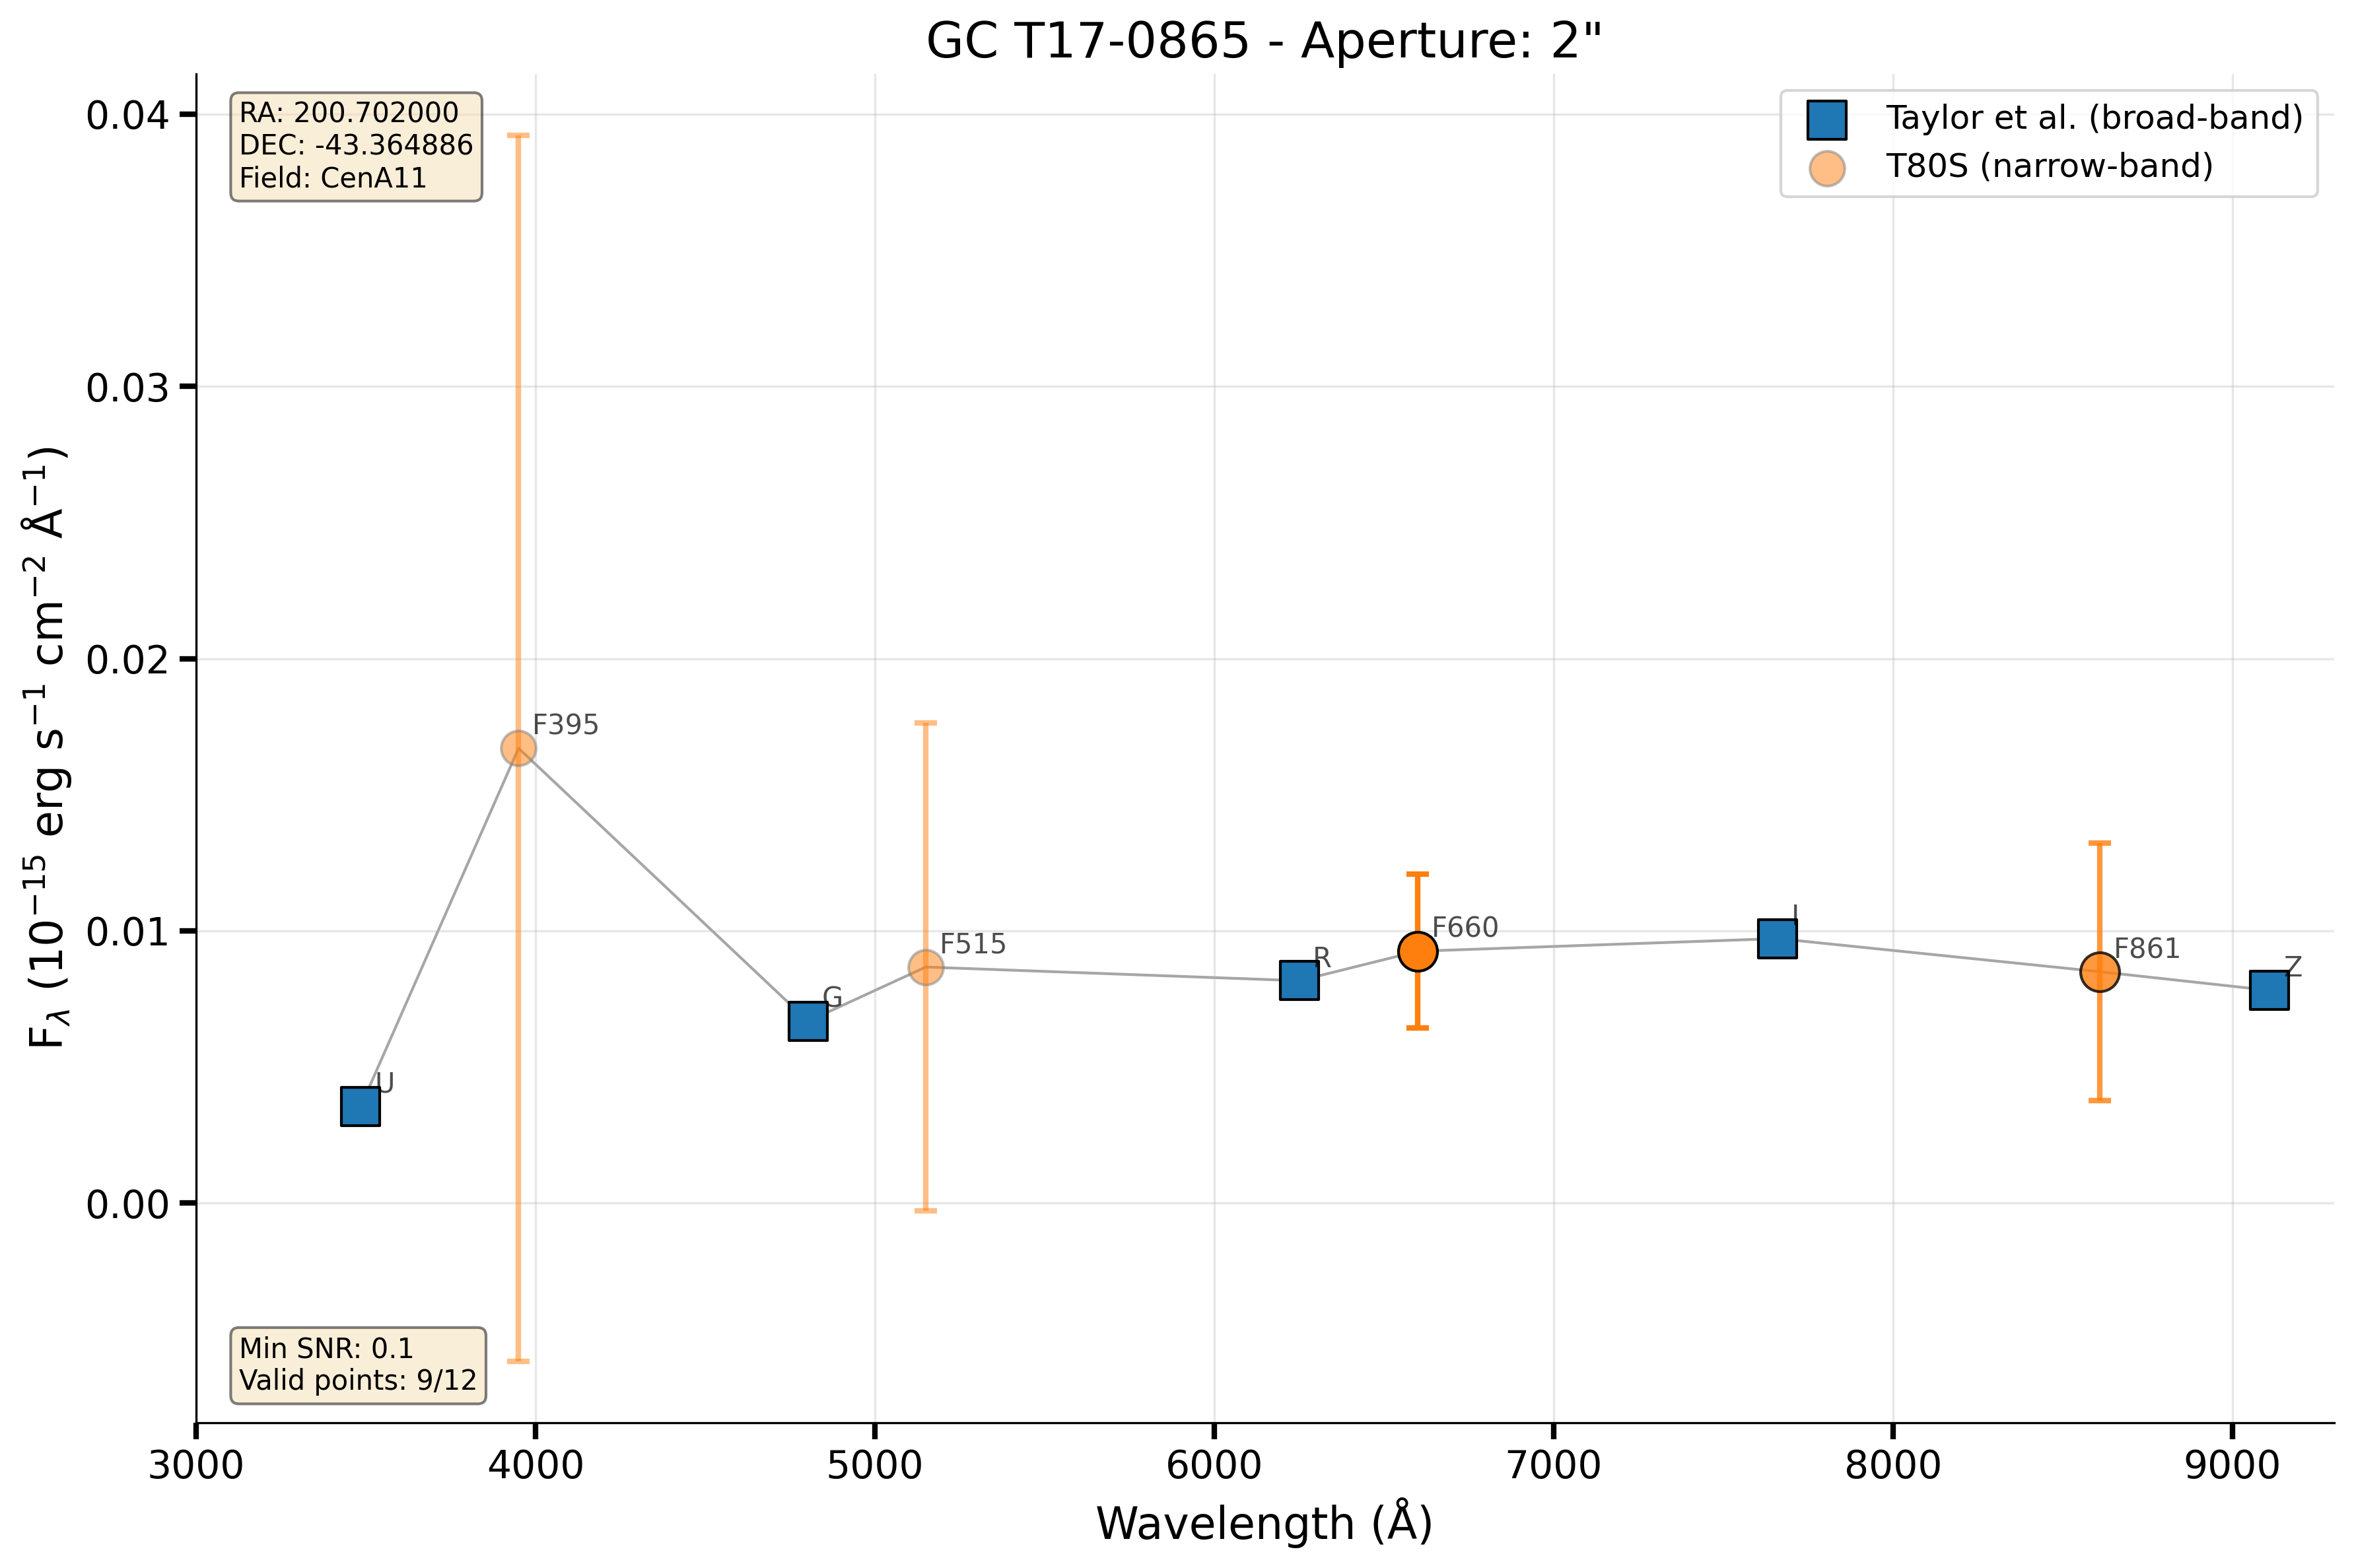 GC T17-0865 - Aperture: 2"
RA: 200.702000
DEC: -43.364886
Field: CenA11
Taylor et al. (broad-band)
T80S (narrow-band)
0.04
0.03
0.02
0.01
0.00
F_λ (10⁻¹⁵ erg s⁻¹ cm⁻² Å⁻¹)
U
F395
G
F515
R
F660
I
F861
Z
Min SNR: 0.1
Valid points: 9/12
3000 4000 5000 6000 7000 8000 9000
Wavelength (Å)